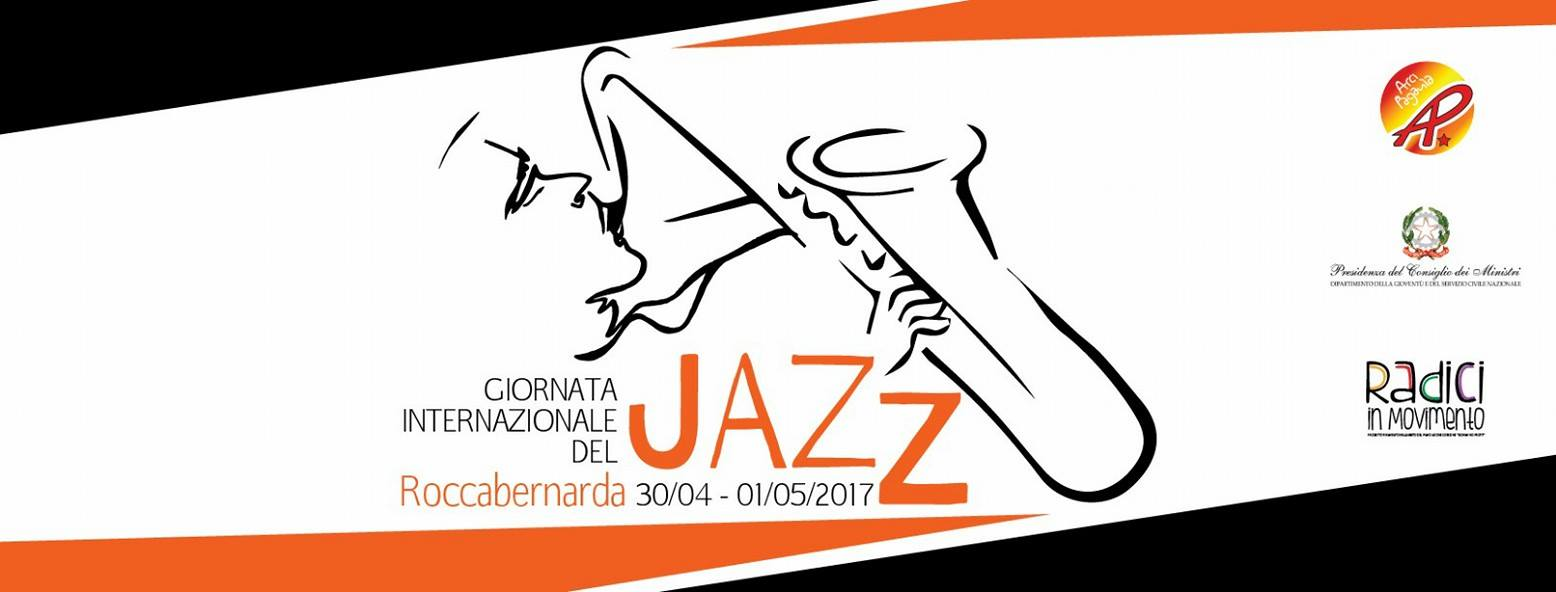 GIORNATA
INTERNAZIONALE
DEL
JAZZ
Roccabernarda 30/04 - 01/05/2017
Arci
Pagania
AP
Presidenza del Consiglio dei Ministri
DIPARTIMENTO DELLA GIOVENTÙ E DEL SERVIZIO CIVILE NAZIONALE
Radici
in movimento